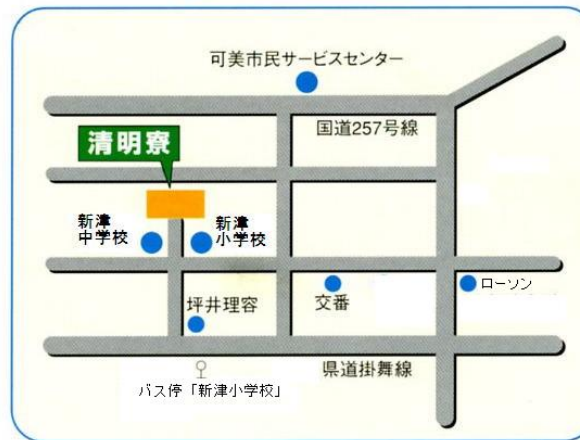 可美市民サービスセンター
国道257号線
清明寮
新津
中学校
新津
小学校
坪井理容
交番
ローソン
県道掛舞線
バス停「新津小学校」